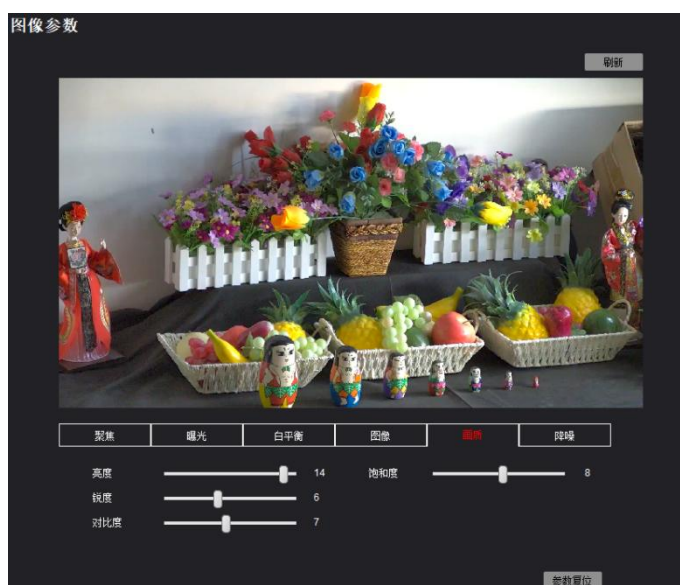 图像参数
刷新
聚焦 曝光 白平衡 图像 画质 降噪
亮度 14 饱和度 8
锐度 6
对比度 7
参数复位